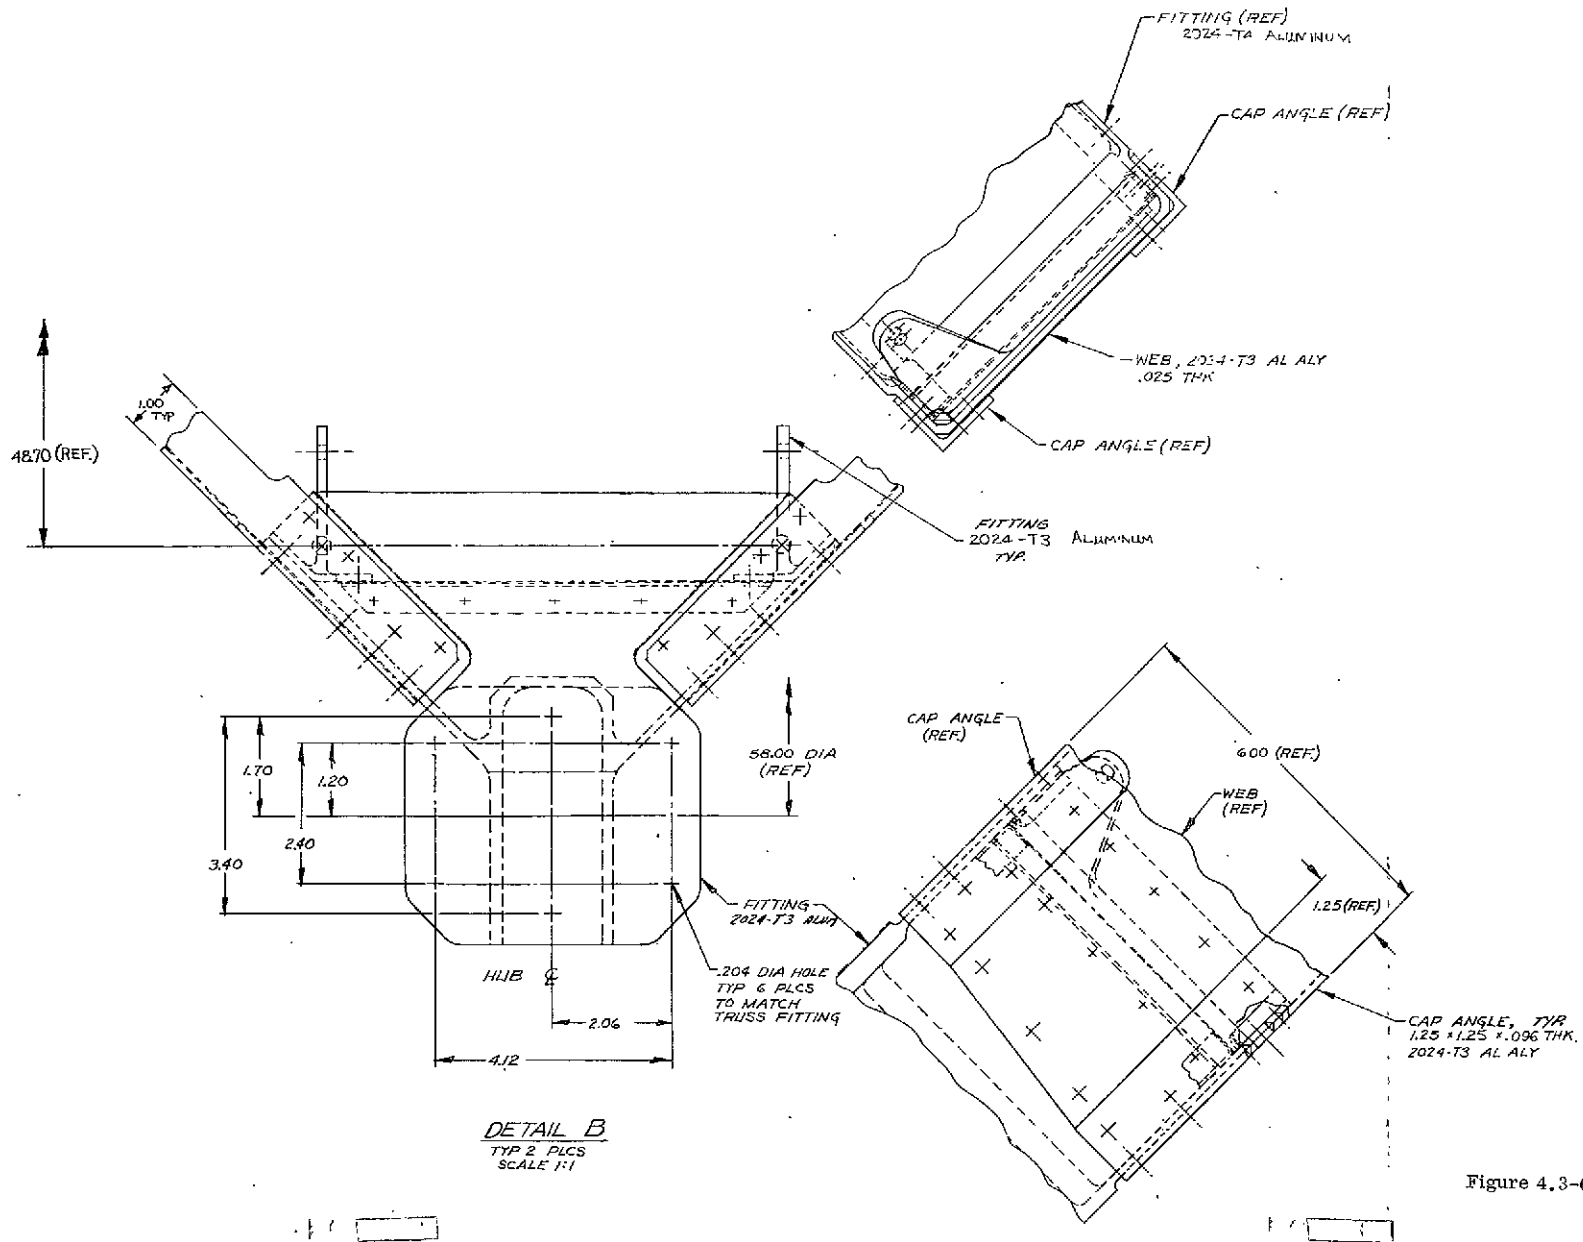 FITTING (REF)
2024-T4 ALUMINUM
CAP ANGLE (REF)
WEB, 2024-T3 AL ALY
.025 THK
CAP ANGLE (REF)
1.00
TYP
48.70 (REF.)
FITTING
2024-T3 ALUMINUM
TYP.
CAP ANGLE
(REF)
6.00 (REF.)
WEB
(REF)
58.00 DIA
(REF)
1.70
1.20
2.40
3.40
1.25 (REF)
FITTING
2024-T3 ALUM
HUB ℄
.204 DIA HOLE
TYP 6 PLCS
TO MATCH
TRUSS FITTING
2.06
4.12
CAP ANGLE, TYP.
1.25 x 1.25 x .096 THK.
2024-T3 AL ALY
DETAIL B
TYP 2 PLCS
SCALE 1:1
Figure 4.3-